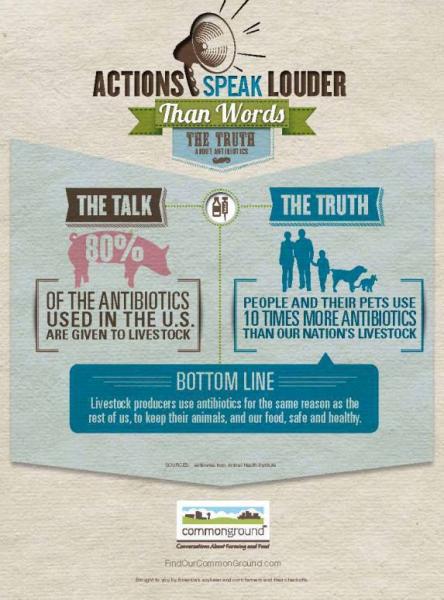 ACTIONS SPEAK LOUDER
Than Words
THE TRUTH
ABOUT ANTIBIOTICS
THE TALK
80%
OF THE ANTIBIOTICS
USED IN THE U.S.
ARE GIVEN TO LIVESTOCK
THE TRUTH
PEOPLE AND THEIR PETS USE
10 TIMES MORE ANTIBIOTICS
THAN OUR NATION'S LIVESTOCK
BOTTOM LINE
Livestock producers use antibiotics for the same reason as the
rest of us, to keep their animals, and our food, safe and healthy.
SOURCES: Antibiotics from Animal Health Institute
commonground
Conversations About Farming and Food
FindOurCommonGround.com
Brought to you by America's soybean and corn farmers and their checkoffs.